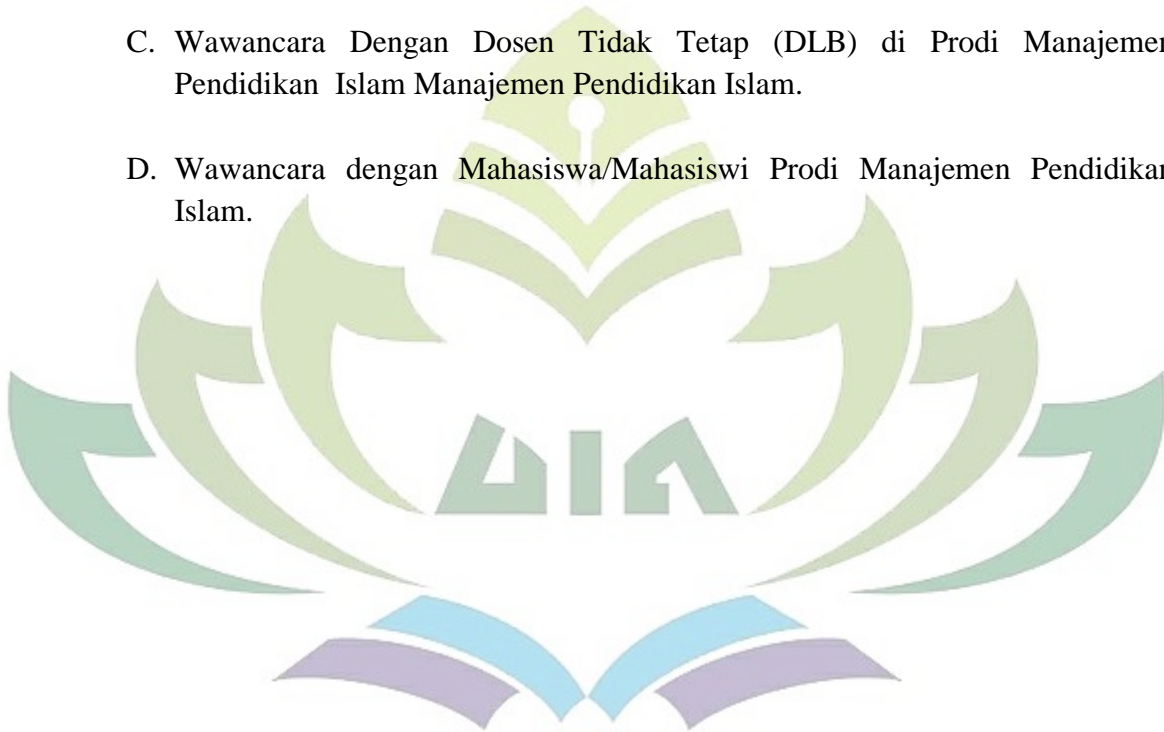 C. Wawancara Dengan Dosen Tidak Tetap (DLB) di Prodi Manajemen
Pendidikan Islam Manajemen Pendidikan Islam.
D. Wawancara dengan Mahasiswa/Mahasiswi Prodi Manajemen Pendidikan
Islam.
UIN